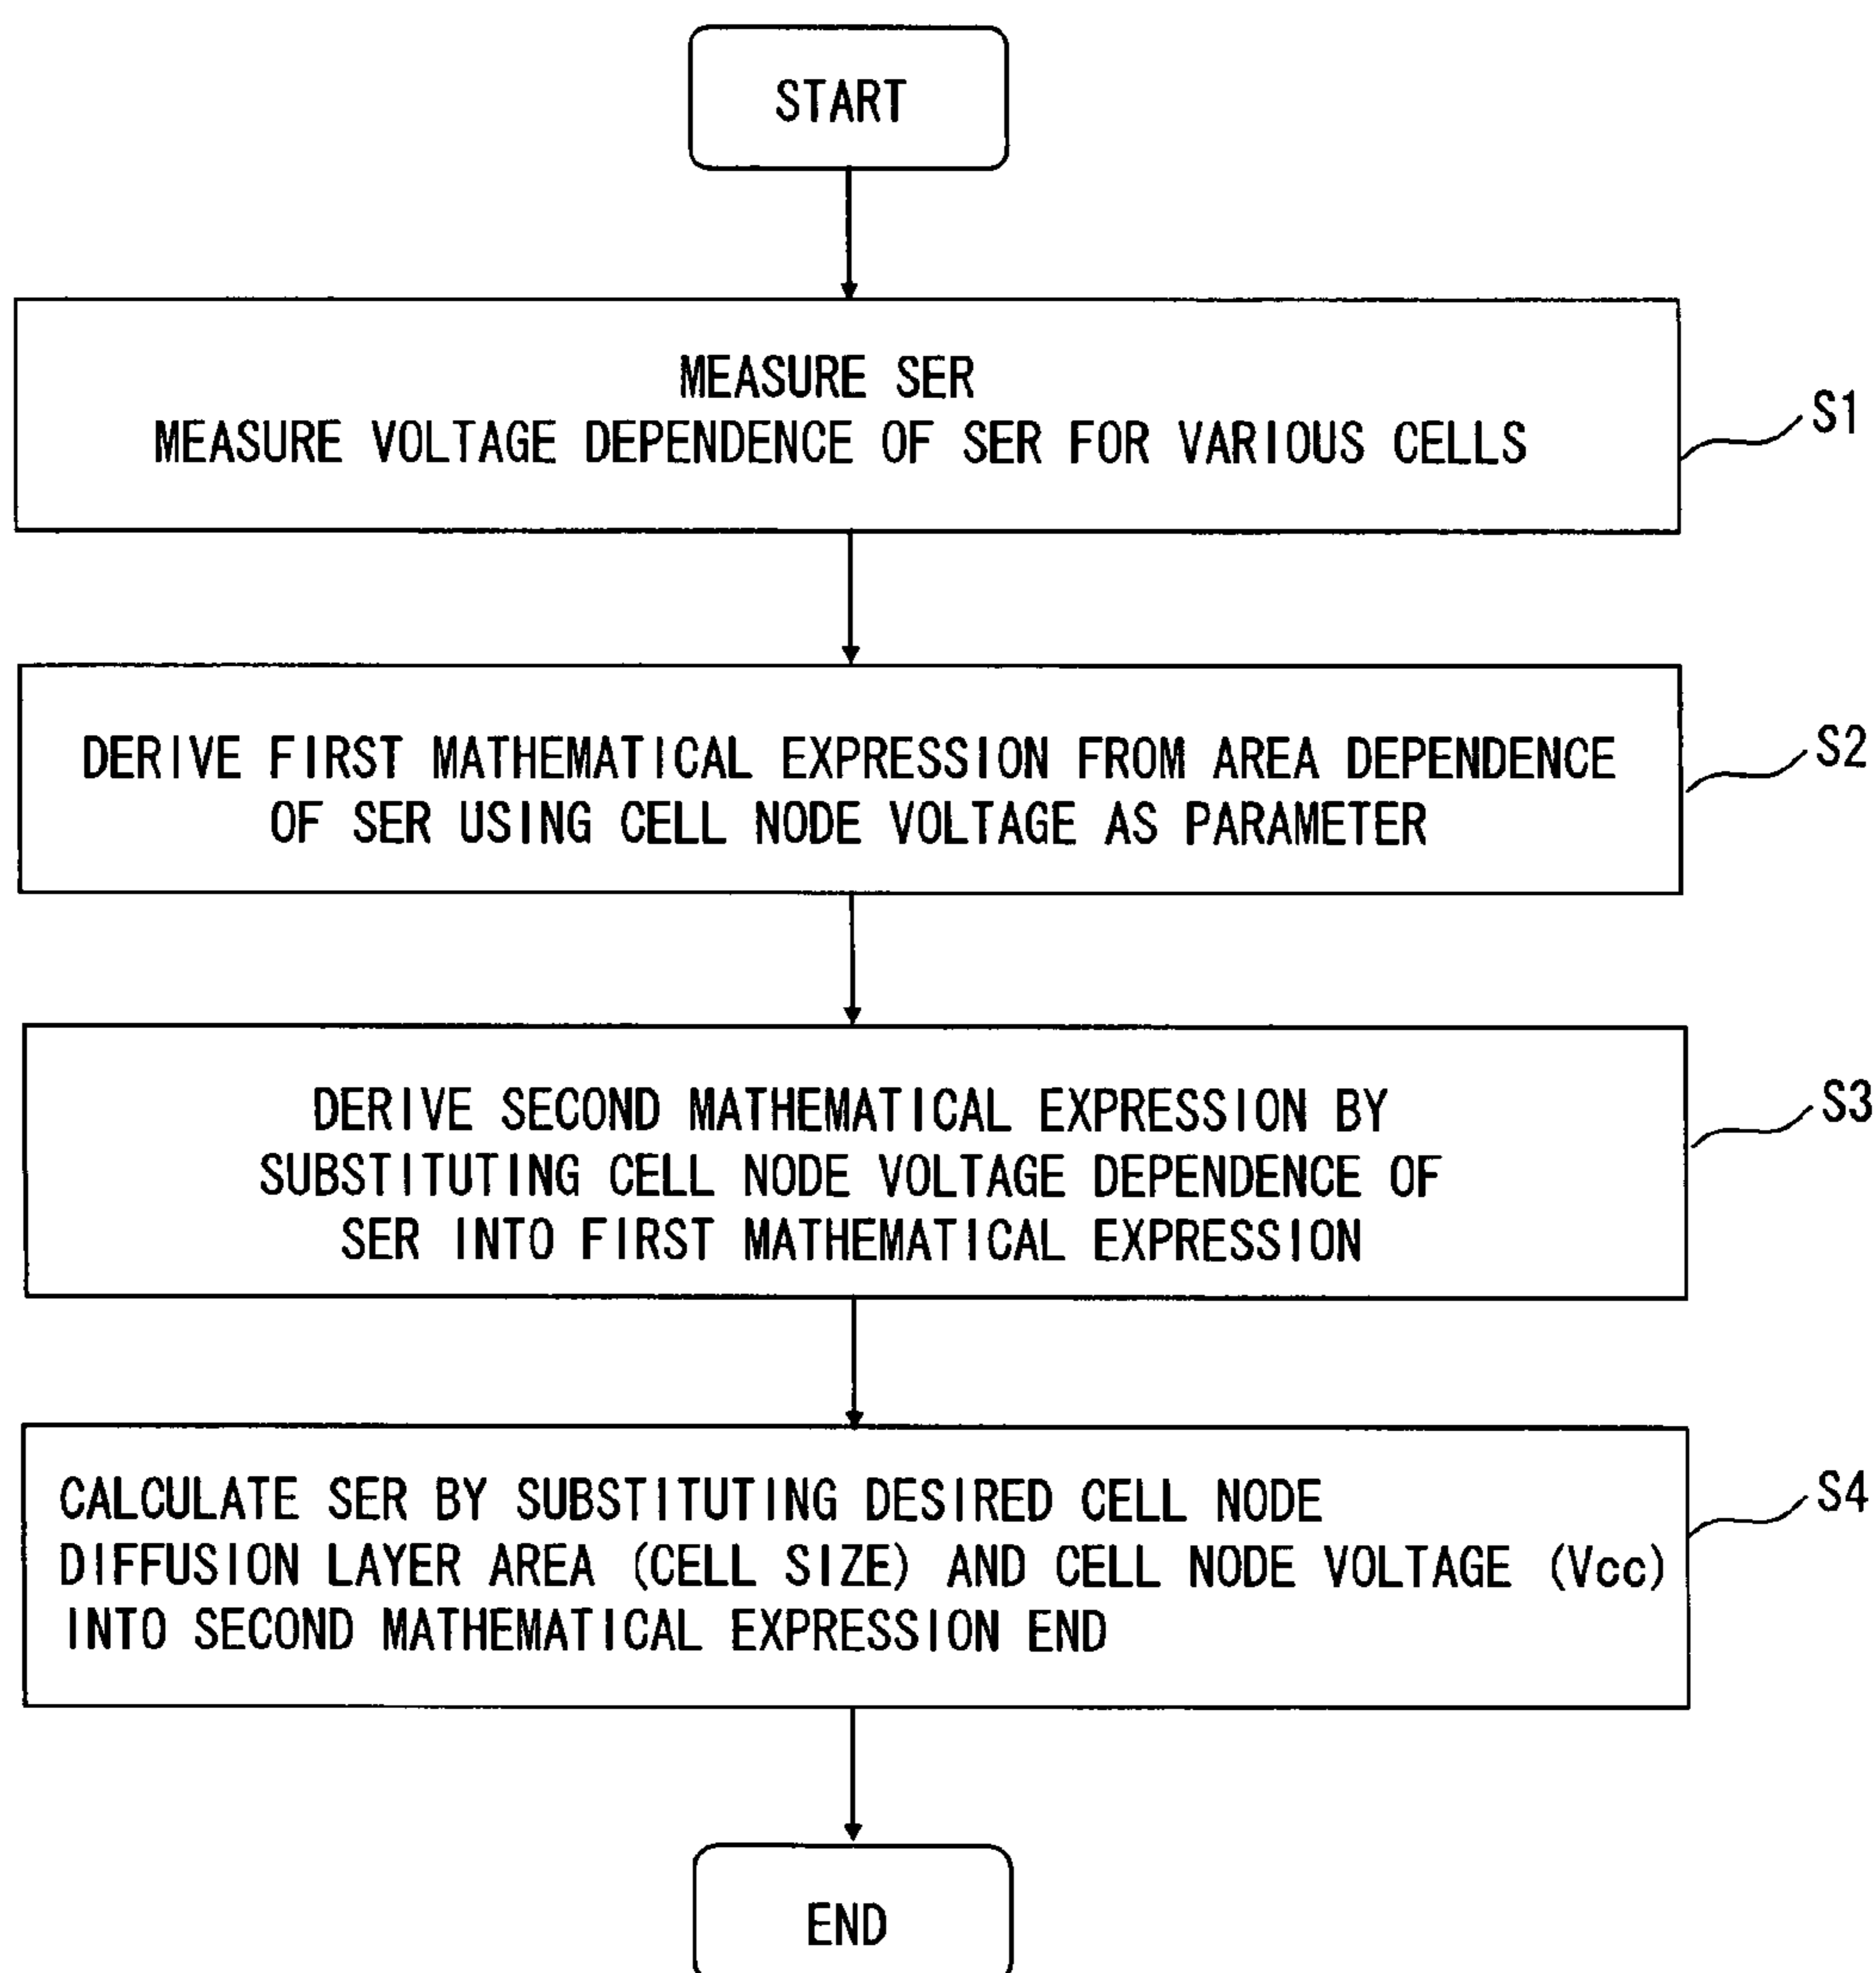 START
MEASURE SER
MEASURE VOLTAGE DEPENDENCE OF SER FOR VARIOUS CELLS
S1
DERIVE FIRST MATHEMATICAL EXPRESSION FROM AREA DEPENDENCE
OF SER USING CELL NODE VOLTAGE AS PARAMETER
S2
DERIVE SECOND MATHEMATICAL EXPRESSION BY
SUBSTITUTING CELL NODE VOLTAGE DEPENDENCE OF
SER INTO FIRST MATHEMATICAL EXPRESSION
S3
CALCULATE SER BY SUBSTITUTING DESIRED CELL NODE
DIFFUSION LAYER AREA (CELL SIZE) AND CELL NODE VOLTAGE (Vcc)
INTO SECOND MATHEMATICAL EXPRESSION END
S4
END